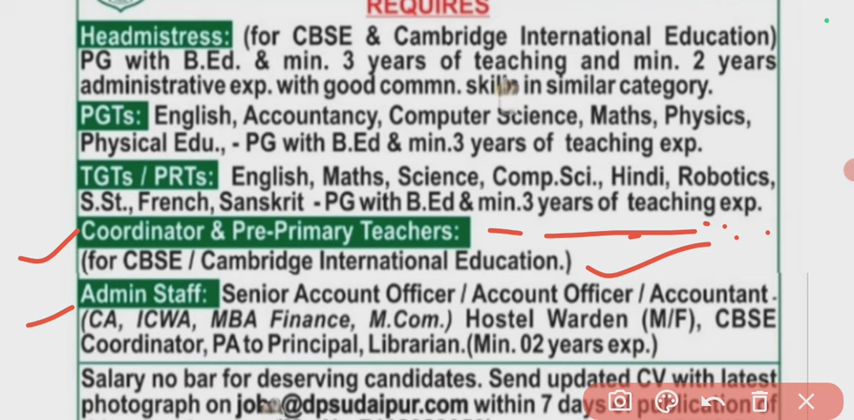 REQUIRES
Headmistress: (for CBSE & Cambridge International Education)
PG with B.Ed. & min. 3 years of teaching and min. 2 years
administrative exp. with good commn. skills in similar category.
PGTs: English, Accountancy, Computer Science, Maths, Physics,
Physical Edu., - PG with B.Ed & min.3 years of teaching exp.
TGTs / PRTs: English, Maths, Science, Comp.Sci., Hindi, Robotics,
S.St., French, Sanskrit - PG with B.Ed & min.3 years of teaching exp.
Coordinator & Pre-Primary Teachers:
(for CBSE / Cambridge International Education.)
Admin Staff: Senior Account Officer / Account Officer / Accountant -
(CA, ICWA, MBA Finance, M.Com.) Hostel Warden (M/F), CBSE
Coordinator, PA to Principal, Librarian.(Min. 02 years exp.)
Salary no bar for deserving candidates. Send updated CV with latest
photograph on jobs@dpsudaipur.com within 7 days of publication of